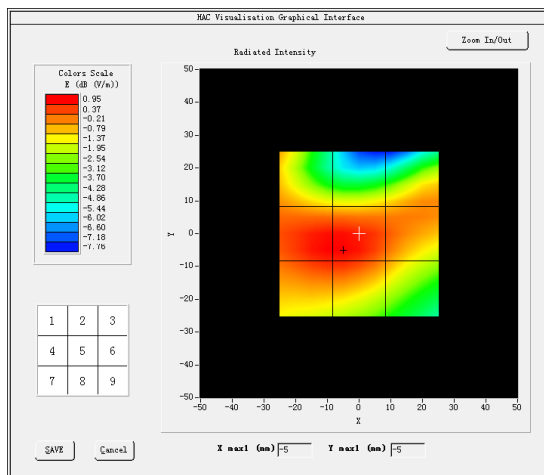 HAC Visualisation Graphical Interface
Zoom In/Out
Radiated Intensity
Colors Scale
E (dB (V/m))
0.95
0.37
-0.21
-0.79
-1.37
-1.95
-2.54
-3.12
-3.70
-4.28
-4.86
-5.44
-6.02
-6.60
-7.18
-7.76
50
40
30
20
10
0
-10
-20
-30
-40
-50
Y
-50 -40 -30 -20 -10 0 10 20 30 40 50
X
1 2 3
4 5 6
7 8 9
SAVE Cancel
X max1 (mm) -5 Y max1 (mm) -5